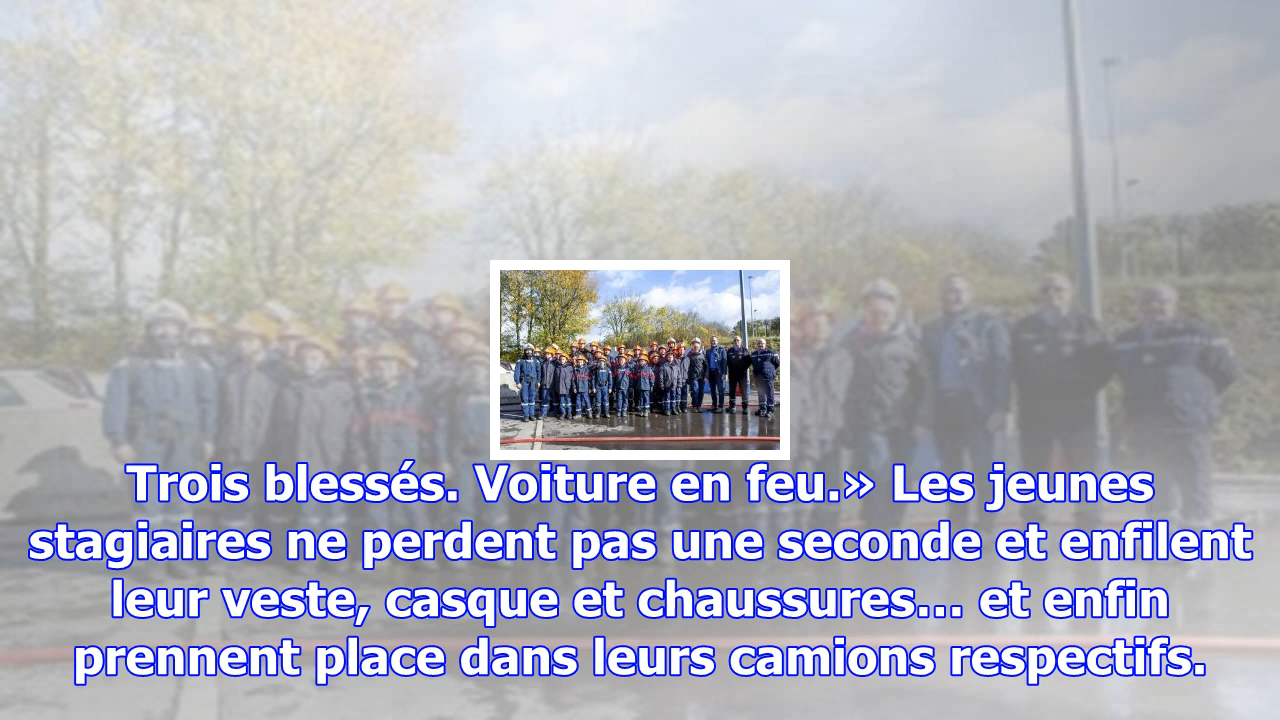 Trois blessés. Voiture en feu.» Les jeunes
stagiaires ne perdent pas une seconde et enfilent
leur veste, casque et chaussures… et enfin
prennent place dans leurs camions respectifs.